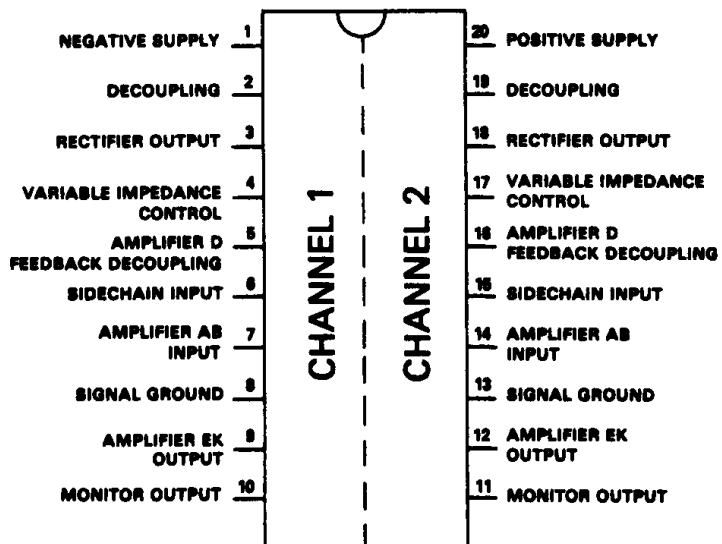 1
NEGATIVE SUPPLY
2
DECOUPLING
3
RECTIFIER OUTPUT
4
VARIABLE IMPEDANCE
CONTROL
5
AMPLIFIER D
FEEDBACK DECOUPLING
6
SIDECHAIN INPUT
7
AMPLIFIER AB
INPUT
8
SIGNAL GROUND
9
AMPLIFIER EK
OUTPUT
10
MONITOR OUTPUT
CHANNEL 1
CHANNEL 2
20
POSITIVE SUPPLY
19
DECOUPLING
18
RECTIFIER OUTPUT
17
VARIABLE IMPEDANCE
CONTROL
16
AMPLIFIER D
FEEDBACK DECOUPLING
15
SIDECHAIN INPUT
14
AMPLIFIER AB
INPUT
13
SIGNAL GROUND
12
AMPLIFIER EK
OUTPUT
11
MONITOR OUTPUT